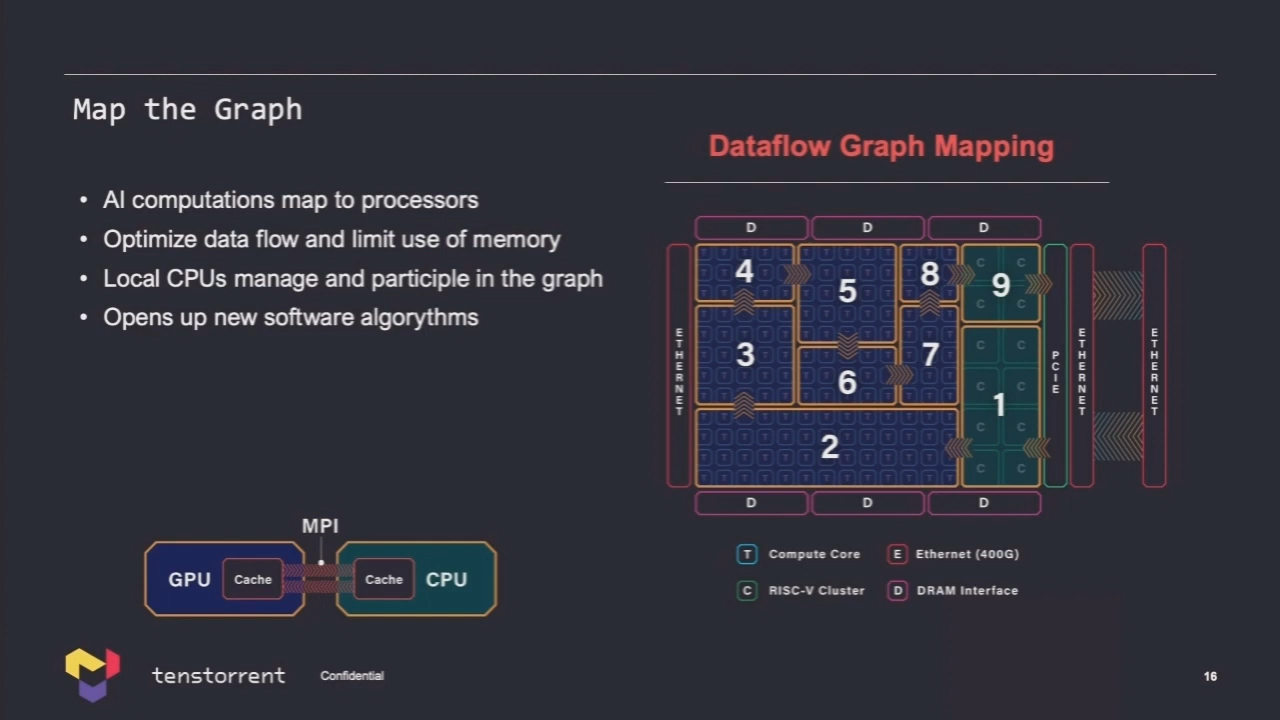 Map the Graph
• AI computations map to processors
• Optimize data flow and limit use of memory
• Local CPUs manage and participle in the graph
• Opens up new software algorythms
MPI
GPU Cache Cache CPU
Dataflow Graph Mapping
D D D
4 5 8 9
3 6 7 1
2
C C
C C
C C
C C
C C
C C
ETHERNET
PCIE
ETHERNET
ETHERNET
D D D
T Compute Core E Ethernet (400G)
C RISC-V Cluster D DRAM Interface
tenstorrent Confidential
16